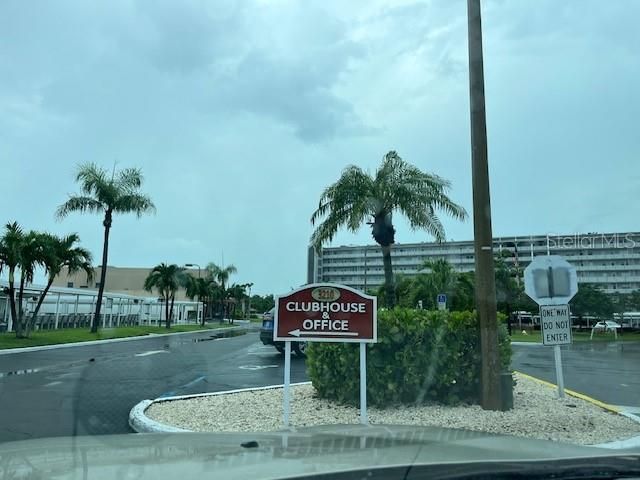 CLUBHOUSE
&
OFFICE
Stellar MLS
ONE WAY
DO NOT
ENTER